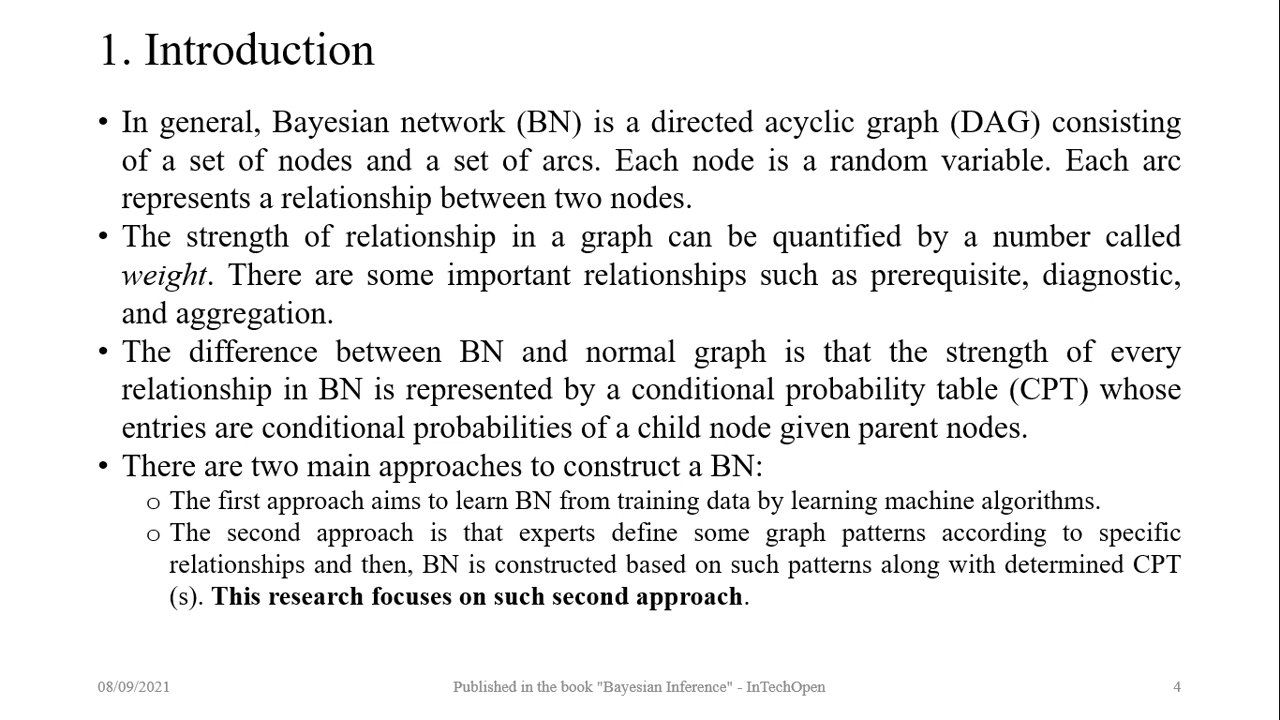 1. Introduction
• In general, Bayesian network (BN) is a directed acyclic graph (DAG) consisting
of a set of nodes and a set of arcs. Each node is a random variable. Each arc
represents a relationship between two nodes.
• The strength of relationship in a graph can be quantified by a number called
weight. There are some important relationships such as prerequisite, diagnostic,
and aggregation.
• The difference between BN and normal graph is that the strength of every
relationship in BN is represented by a conditional probability table (CPT) whose
entries are conditional probabilities of a child node given parent nodes.
• There are two main approaches to construct a BN:
o The first approach aims to learn BN from training data by learning machine algorithms.
o The second approach is that experts define some graph patterns according to specific
relationships and then, BN is constructed based on such patterns along with determined CPT
(s). This research focuses on such second approach.
08/09/2021
Published in the book "Bayesian Inference" - InTechOpen
4